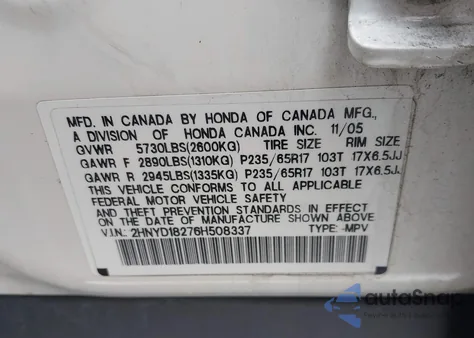 MFD. IN CANADA BY HONDA OF CANADA MFG.,
A DIVISION OF HONDA CANADA INC. 11/05
GVWR 5730LBS(2600KG) TIRE SIZE RIM SIZE
GAWR F 2890LBS(1310KG) P235/65R17 103T 17X6.5JJ
GAWR R 2945LBS(1335KG) P235/65R17 103T 17X6.5JJ
THIS VEHICLE CONFORMS TO ALL APPLICABLE
FEDERAL MOTOR VEHICLE SAFETY
AND THEFT PREVENTION STANDARDS IN EFFECT
ON THE DATE OF MANUFACTURE SHOWN ABOVE.
V.I.N.: 2HNYD18276H508337 TYPE: MPV
autoSnap